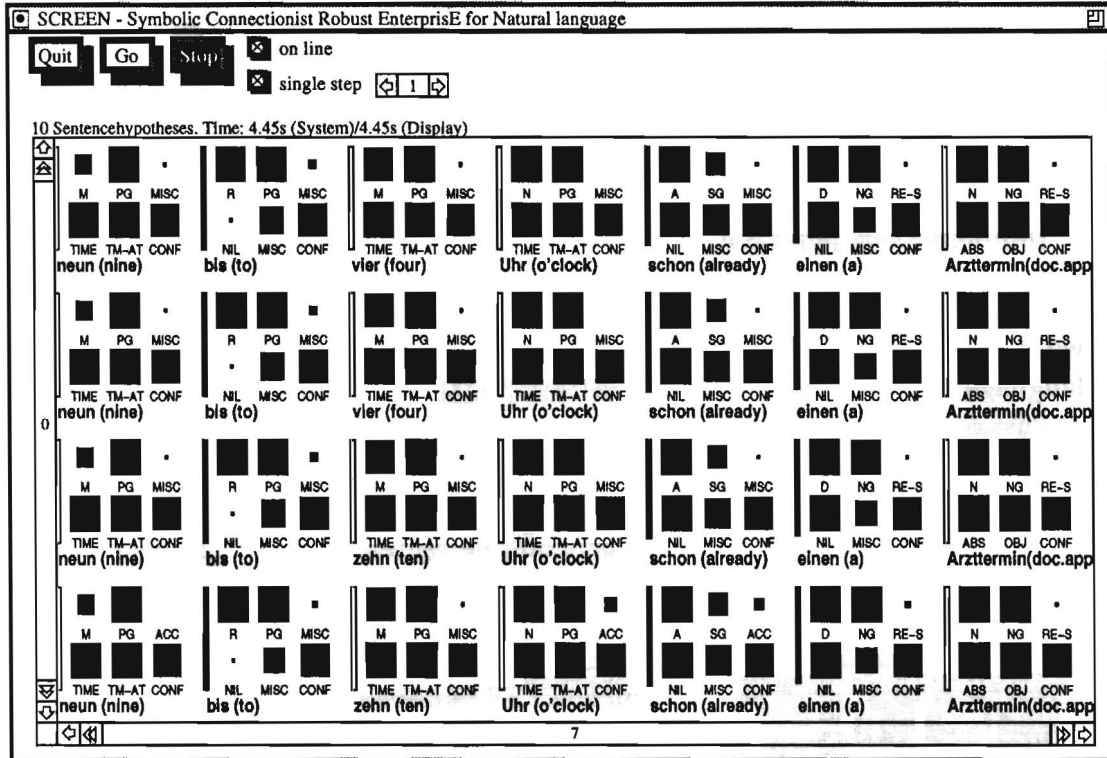 SCREEN - Symbolic Connectionist Robust EnterprisE for Natural language
Quit Go Stop on line
single step 1
10 Sentencehypotheses. Time: 4.45s (System)/4.45s (Display)
M PG MISC R PG MISC M PG MISC N PG MISC A SG MISC D NG RE-S N NG RE-S
TIME TM-AT CONF NIL MISC CONF TIME TM-AT CONF TIME TM-AT CONF NIL MISC CONF NIL MISC CONF ABS OBJ CONF
neun (nine) bis (to) vier (four) Uhr (o'clock) schon (already) einen (a) Arzttermin(doc.app
M PG MISC R PG MISC M PG MISC N PG MISC A SG MISC D NG RE-S N NG RE-S
TIME TM-AT CONF NIL MISC CONF TIME TM-AT CONF TIME TM-AT CONF NIL MISC CONF NIL MISC CONF ABS OBJ CONF
neun (nine) bis (to) vier (four) Uhr (o'clock) schon (already) einen (a) Arzttermin(doc.app
0
M PG MISC R PG MISC M PG MISC N PG MISC A SG MISC D NG RE-S N NG RE-S
TIME TM-AT CONF NIL MISC CONF TIME TM-AT CONF TIME TM-AT CONF NIL MISC CONF NIL MISC CONF ABS OBJ CONF
neun (nine) bis (to) zehn (ten) Uhr (o'clock) schon (already) einen (a) Arzttermin(doc.app
M PG ACC R PG MISC M PG MISC N PG ACC A SG ACC D NG RE-S N NG RE-S
TIME TM-AT CONF NIL MISC CONF TIME TM-AT CONF TIME TM-AT CONF NIL MISC CONF NIL MISC CONF ABS OBJ CONF
neun (nine) bis (to) zehn (ten) Uhr (o'clock) schon (already) einen (a) Arzttermin(doc.app
7